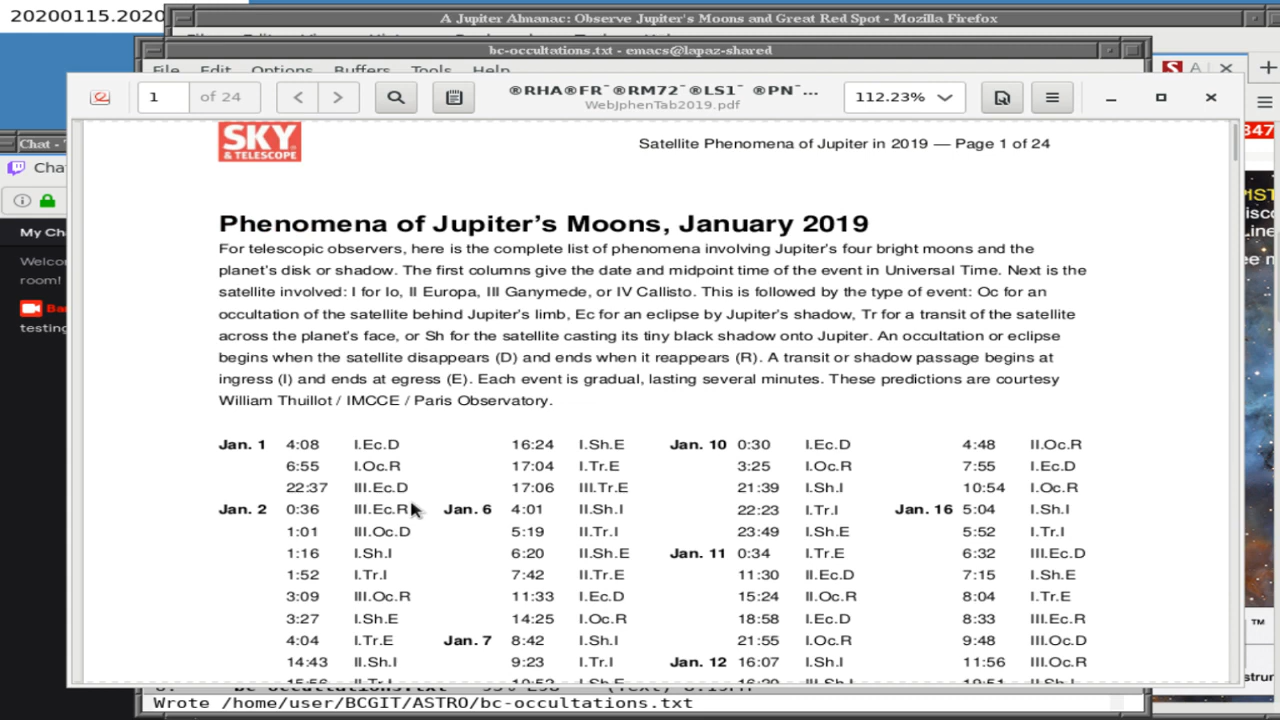 20200115.2020
A Jupiter Almanac: Observe Jupiter's Moons and Great Red Spot - Mozilla Firefox
bc-occultations.txt - emacs@lapaz-shared
File Edit Options Buffers Tools Help
1 of 24
®RHA®FR¯®RM72¯®LS1¯ ®PN¯...
WebJphenTab2019.pdf
112.23%
Chat -
Cha
My Ch
Welco
room!
Ba
testing
347
SKY
& TELESCOPE
Satellite Phenomena of Jupiter in 2019 — Page 1 of 24
Phenomena of Jupiter’s Moons, January 2019
For telescopic observers, here is the complete list of phenomena involving Jupiter’s four bright moons and the
planet’s disk or shadow. The first columns give the date and midpoint time of the event in Universal Time. Next is the
satellite involved: I for Io, II Europa, III Ganymede, or IV Callisto. This is followed by the type of event: Oc for an
occultation of the satellite behind Jupiter’s limb, Ec for an eclipse by Jupiter’s shadow, Tr for a transit of the satellite
across the planet’s face, or Sh for the satellite casting its tiny black shadow onto Jupiter. An occultation or eclipse
begins when the satellite disappears (D) and ends when it reappears (R). A transit or shadow passage begins at
ingress (I) and ends at egress (E). Each event is gradual, lasting several minutes. These predictions are courtesy
William Thuillot / IMCCE / Paris Observatory.
Jan. 1 4:08 I.Ec.D 16:24 I.Sh.E Jan. 10 0:30 I.Ec.D 4:48 II.Oc.R
6:55 I.Oc.R 17:04 I.Tr.E 3:25 I.Oc.R 7:55 I.Ec.D
22:37 III.Ec.D 17:06 III.Tr.E 21:39 I.Sh.I 10:54 I.Oc.R
Jan. 2 0:36 III.Ec.R Jan. 6 4:01 II.Sh.I 22:23 I.Tr.I Jan. 16 5:04 I.Sh.I
1:01 III.Oc.D 5:19 II.Tr.I 23:49 I.Sh.E 5:52 I.Tr.I
1:16 I.Sh.I 6:20 II.Sh.E Jan. 11 0:34 I.Tr.E 6:32 III.Ec.D
1:52 I.Tr.I 7:42 II.Tr.E 11:30 II.Ec.D 7:15 I.Sh.E
3:09 III.Oc.R 11:33 I.Ec.D 15:24 II.Oc.R 8:04 I.Tr.E
3:27 I.Sh.E 14:25 I.Oc.R 18:58 I.Ec.D 8:33 III.Ec.R
4:04 I.Tr.E Jan. 7 8:42 I.Sh.I 21:55 I.Oc.R 9:48 III.Oc.D
14:43 II.Sh.I 9:23 I.Tr.I Jan. 12 16:07 I.Sh.I 11:56 III.Oc.R
Wrote /home/user/BCGIT/ASTRO/bc-occultations.txt